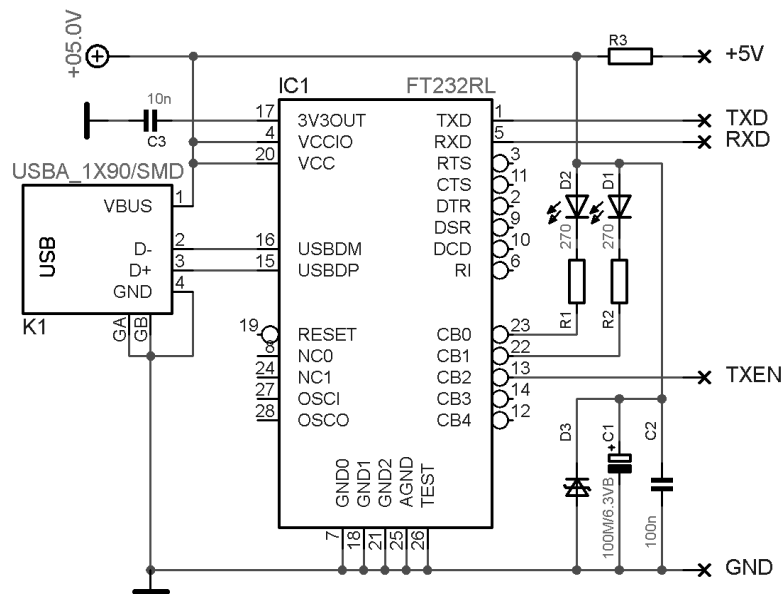 +05.0V
R3
+5V
IC1
FT232RL
10n
C3
17
3V3OUT
TXD
1
TXD
4
VCCIO
RXD
5
RXD
20
VCC
RTS
3
CTS
11
DTR
2
DSR
9
DCD
10
RI
6
USBA_1X90/SMD
VBUS
1
USB
D-
2
16
USBDM
D+
3
15
USBDP
GND
4
K1
GA
GB
D2
D1
270
270
R1
R2
19
RESET
CB0
23
8
NC0
CB1
22
24
NC1
CB2
13
TXEN
27
OSCI
CB3
14
28
OSCO
CB4
12
GND0
GND1
GND2
AGND
TEST
7
18
21
25
26
D3
+
C1
100M/6.3VB
C2
100n
GND